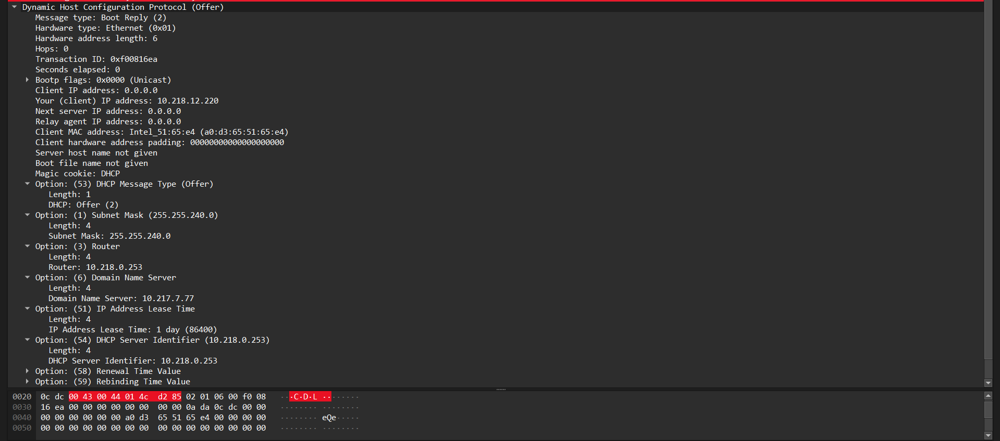 Dynamic Host Configuration Protocol (Offer)
Message type: Boot Reply (2)
Hardware type: Ethernet (0x01)
Hardware address length: 6
Hops: 0
Transaction ID: 0xf00816ea
Seconds elapsed: 0
Bootp flags: 0x0000 (Unicast)
Client IP address: 0.0.0.0
Your (client) IP address: 10.218.12.220
Next server IP address: 0.0.0.0
Relay agent IP address: 0.0.0.0
Client MAC address: Intel_51:65:e4 (a0:d3:65:51:65:e4)
Client hardware address padding: 00000000000000000000
Server host name not given
Boot file name not given
Magic cookie: DHCP
Option: (53) DHCP Message Type (Offer)
Length: 1
DHCP: Offer (2)
Option: (1) Subnet Mask (255.255.240.0)
Length: 4
Subnet Mask: 255.255.240.0
Option: (3) Router
Length: 4
Router: 10.218.0.253
Option: (6) Domain Name Server
Length: 4
Domain Name Server: 10.217.7.77
Option: (51) IP Address Lease Time
Length: 4
IP Address Lease Time: 1 day (86400)
Option: (54) DHCP Server Identifier (10.218.0.253)
Length: 4
DHCP Server Identifier: 10.218.0.253
Option: (58) Renewal Time Value
Option: (59) Rebinding Time Value
0020 0c dc 00 43 00 44 01 4c d2 85 02 01 06 00 f0 08 ···C·D·L ········
0030 16 ea 00 00 00 00 00 00 00 00 0a da 0c dc 00 00 ········ ········
0040 00 00 00 00 00 00 a0 d3 65 51 65 e4 00 00 00 00 ········ eQe·····
0050 00 00 00 00 00 00 00 00 00 00 00 00 00 00 00 00 ········ ········